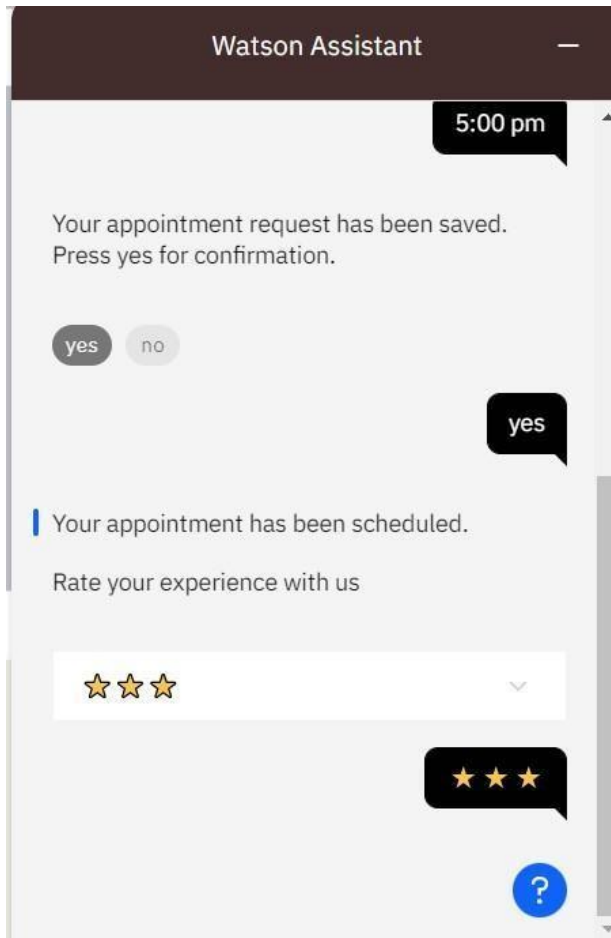 Watson Assistant
5:00 pm
Your appointment request has been saved.
Press yes for confirmation.
yes no
yes
Your appointment has been scheduled.
Rate your experience with us
⭐⭐⭐
★ ★ ★
?